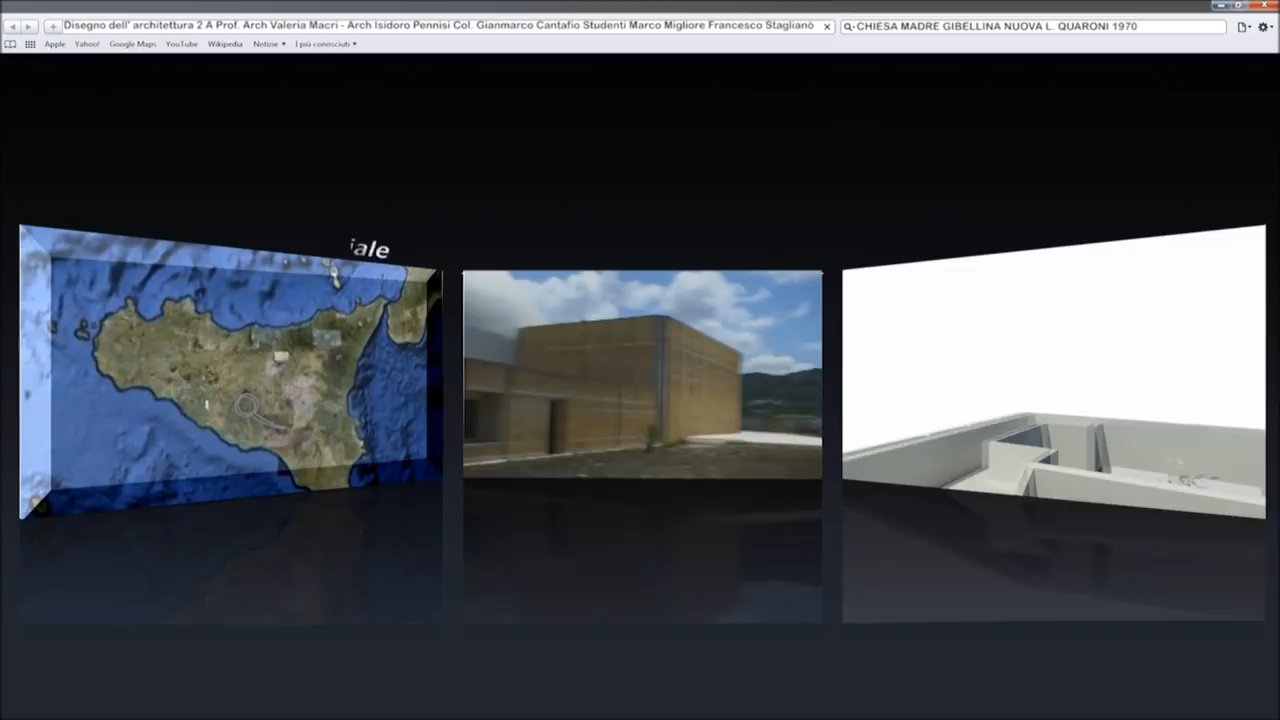 Disegno dell' architettura 2 A Prof. Arch Valeria Macrì - Arch Isidoro Pennisi Col. Gianmarco Cantafio Studenti Marco Migliore Francesco Staglianò
CHIESA MADRE GIBELLINA NUOVA L. QUARONI 1970
Apple Yahoo! Google Maps YouTube Wikipedia Notizie I più conosciuti
iale